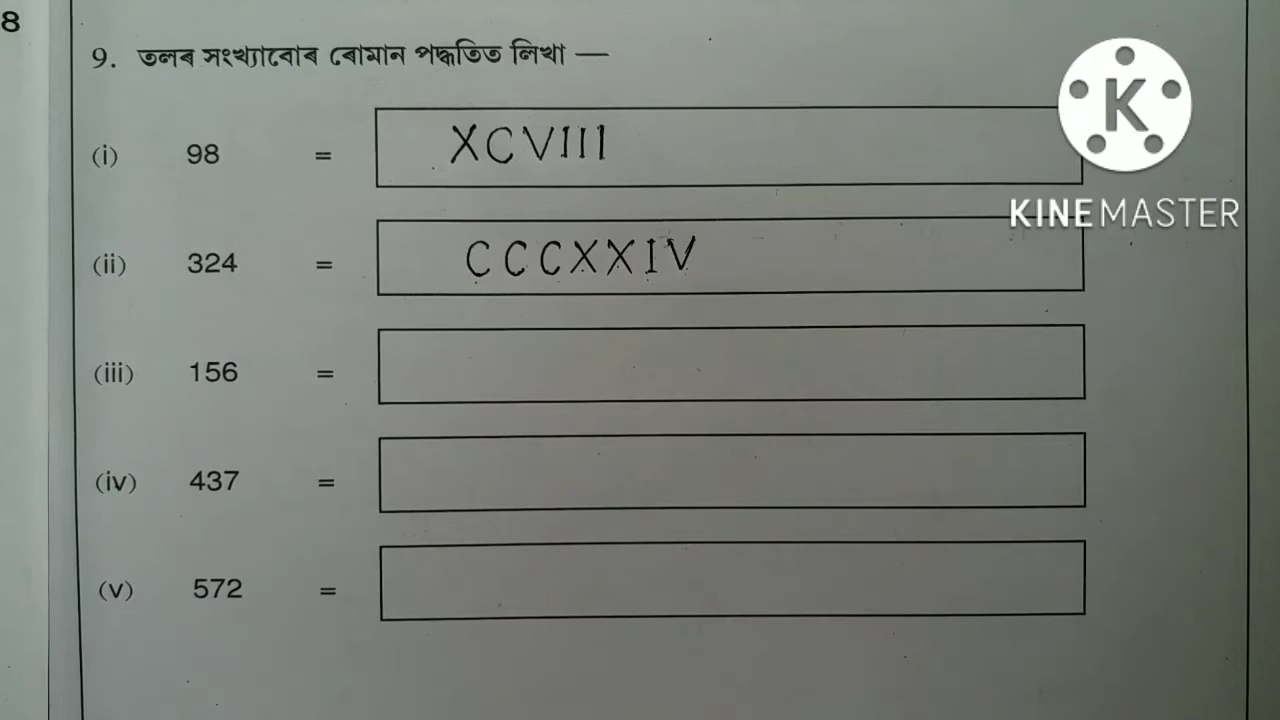 8
9. তলৰ সংখ্যাবোৰ ৰোমান পদ্ধতিত লিখা —
(i) 98 = XCVIII
(ii) 324 = CCCXXIV
(iii) 156 =
(iv) 437 =
(v) 572 =
K
KINEMASTER